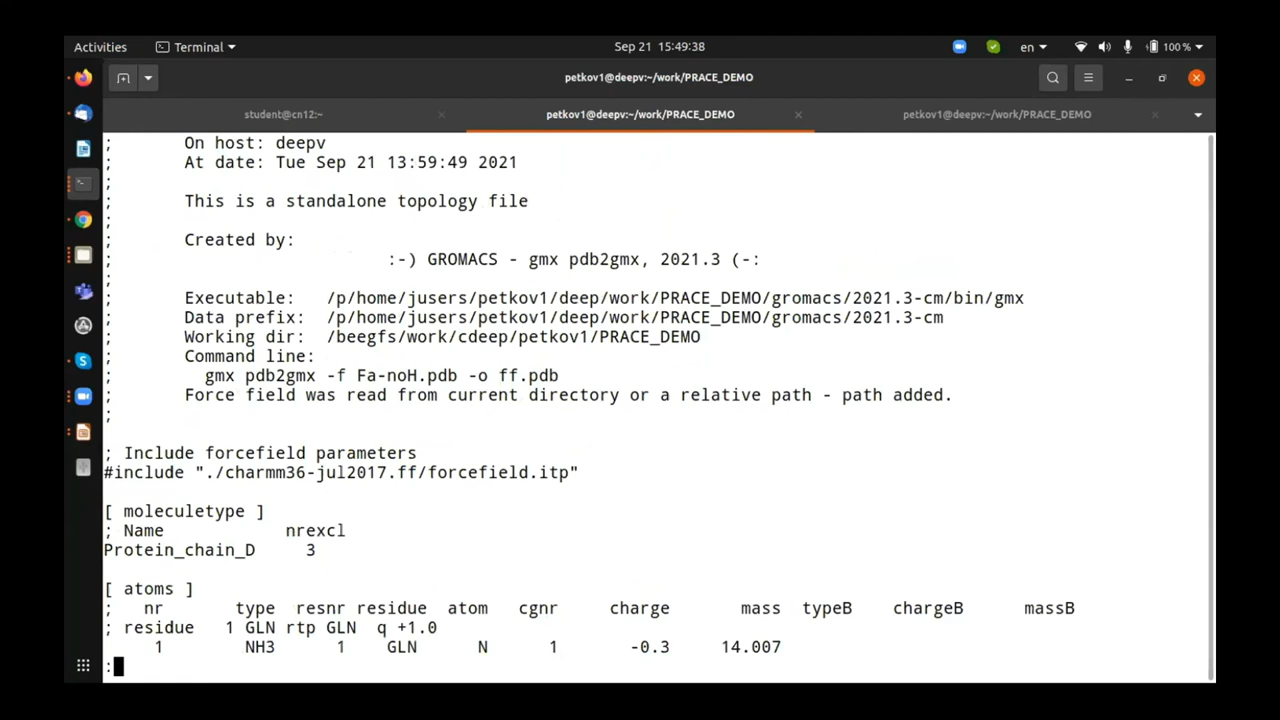 Activities
Terminal
Sep 21 15:49:38
en
100 %
petkov1@deepv:~/work/PRACE_DEMO
student@cn12:~
petkov1@deepv:~/work/PRACE_DEMO
petkov1@deepv:~/work/PRACE_DEMO
; On host: deepv
; At date: Tue Sep 21 13:59:49 2021
;
; This is a standalone topology file
;
; Created by:
; :-) GROMACS - gmx pdb2gmx, 2021.3 (-:
;
; Executable: /p/home/jusers/petkov1/deep/work/PRACE_DEMO/gromacs/2021.3-cm/bin/gmx
; Data prefix: /p/home/jusers/petkov1/deep/work/PRACE_DEMO/gromacs/2021.3-cm
; Working dir: /beegfs/work/cdeep/petkov1/PRACE_DEMO
; Command line:
; gmx pdb2gmx -f Fa-noH.pdb -o ff.pdb
; Force field was read from current directory or a relative path - path added.
;
; Include forcefield parameters
#include "./charmm36-jul2017.ff/forcefield.itp"
[ moleculetype ]
; Name nrexcl
Protein_chain_D 3
[ atoms ]
; nr type resnr residue atom cgnr charge mass typeB chargeB massB
; residue 1 GLN rtp GLN q +1.0
1 NH3 1 GLN N 1 -0.3 14.007
: